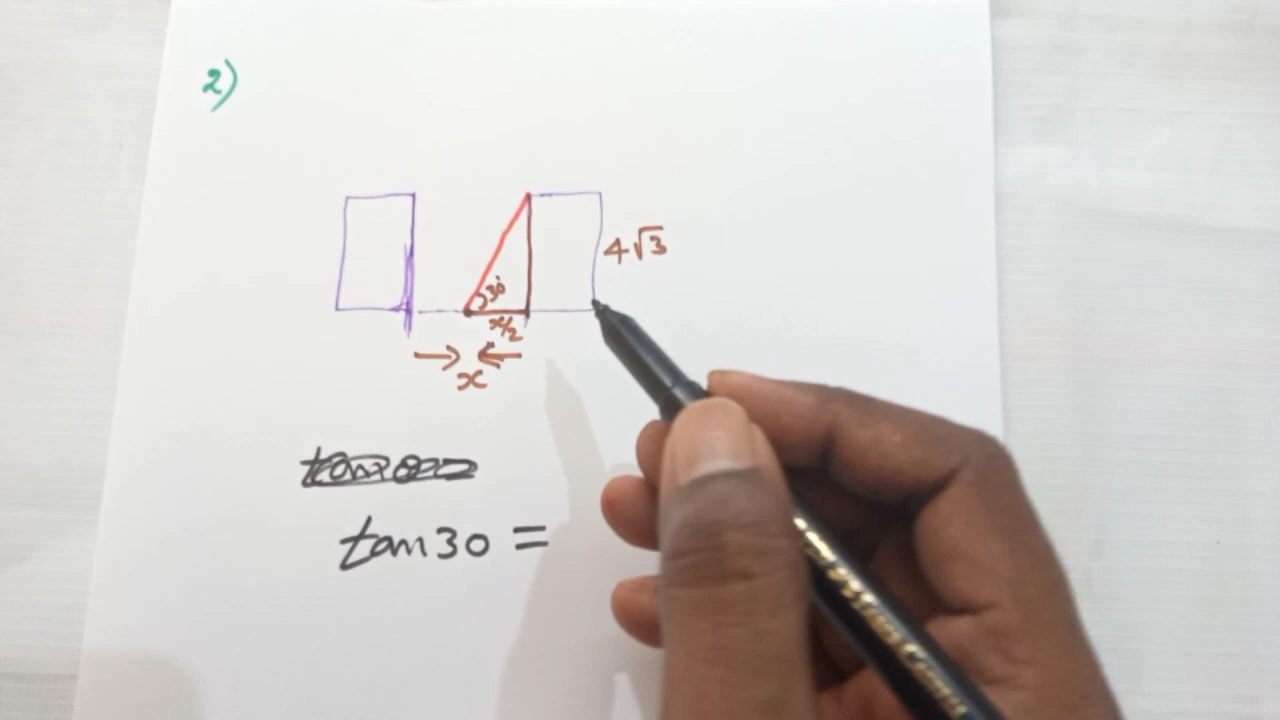 2)
4√3
30°
x/2
x
tan30 =